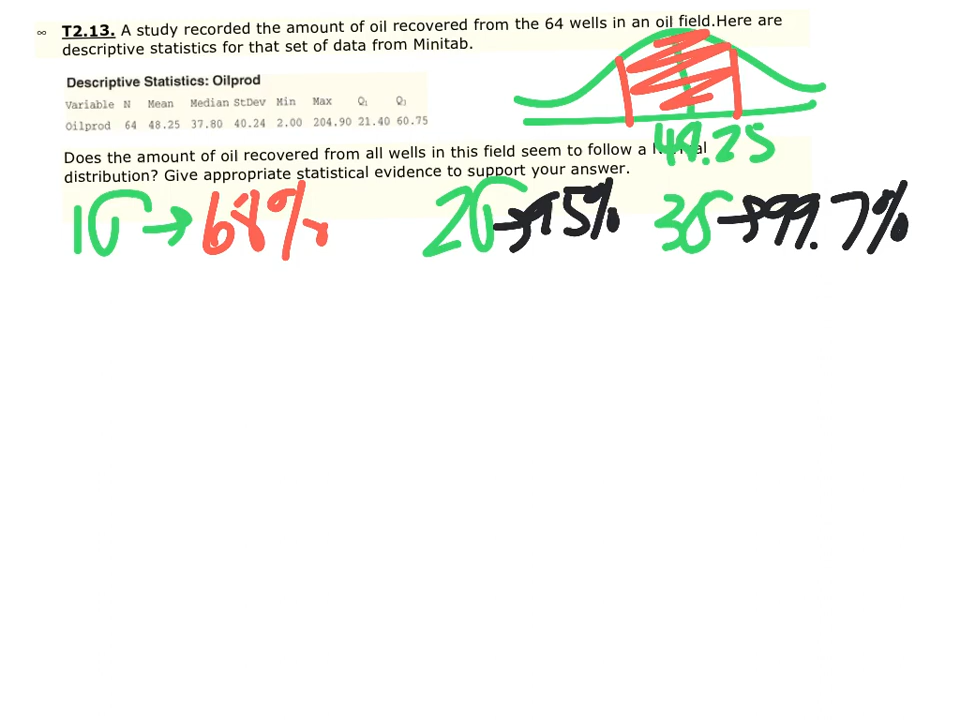 ∞ T2.13. A study recorded the amount of oil recovered from the 64 wells in an oil field.Here are
descriptive statistics for that set of data from Minitab.
Descriptive Statistics: Oilprod
Variable N Mean Median StDev Min Max Q₁ Q₃
Oilprod 64 48.25 37.80 40.24 2.00 204.90 21.40 60.75
48.25
Does the amount of oil recovered from all wells in this field seem to follow a Normal
distribution? Give appropriate statistical evidence to support your answer.
1σ → 68% 2σ → 95% 3σ → 99.7%